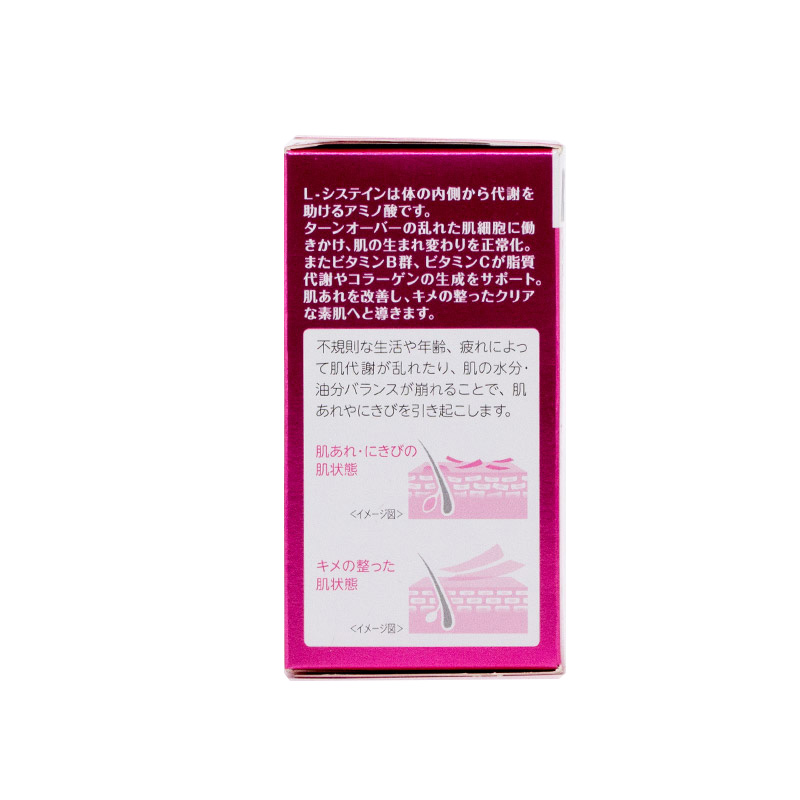 L-システインは体の内側から代謝を
助けるアミノ酸です。
ターンオーバーの乱れた肌細胞に働
きかけ、肌の生まれ変わりを正常化。
またビタミンB群、ビタミンCが脂質
代謝やコラーゲンの生成をサポート。
肌あれを改善し、キメの整ったクリア
な素肌へと導きます。
不規則な生活や年齢、疲れによっ
て肌代謝が乱れたり、肌の水分・
油分バランスが崩れることで、肌
あれやにきびを引き起こします。
肌あれ・にきびの
肌状態
<イメージ図>
キメの整った
肌状態
<イメージ図>